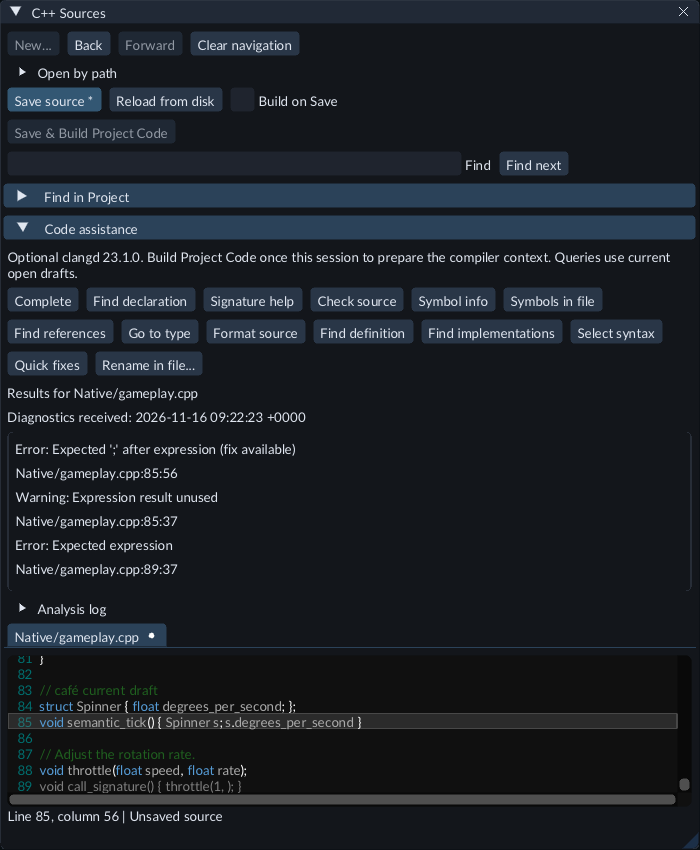 C++ Sources
New... Back Forward Clear navigation
Open by path
Save source * Reload from disk Build on Save
Save & Build Project Code
Find Find next
Find in Project
Code assistance
Optional clangd 23.1.0. Build Project Code once this session to prepare the compiler context. Queries use current
open drafts.
Complete Find declaration Signature help Check source Symbol info Symbols in file
Find references Go to type Format source Find definition Find implementations Select syntax
Quick fixes Rename in file...
Results for Native/gameplay.cpp
Diagnostics received: 2026-11-16 09:22:23 +0000
Error: Expected ';' after expression (fix available)
Native/gameplay.cpp:85:56
Warning: Expression result unused
Native/gameplay.cpp:85:37
Error: Expected expression
Native/gameplay.cpp:89:37
Analysis log
Native/gameplay.cpp
81 }
82
83 // café current draft
84 struct Spinner { float degrees_per_second; };
85 void semantic_tick() { Spinner s; s.degrees_per_second }
86
87 // Adjust the rotation rate.
88 void throttle(float speed, float rate);
89 void call_signature() { throttle(1, ); }
Line 85, column 56 | Unsaved source